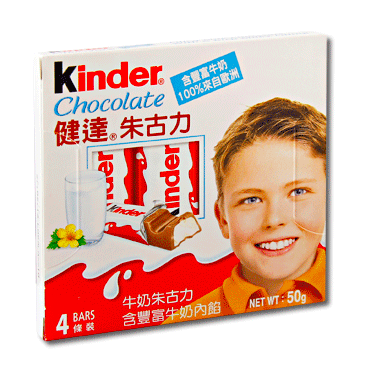 Kinder®
Chocolate
健達® 朱古力
含豐富牛奶
100%來自歐洲
Kinder
Kinder
牛奶朱古力
含豐富牛奶內餡
4 BARS
條裝
NET WT : 50g